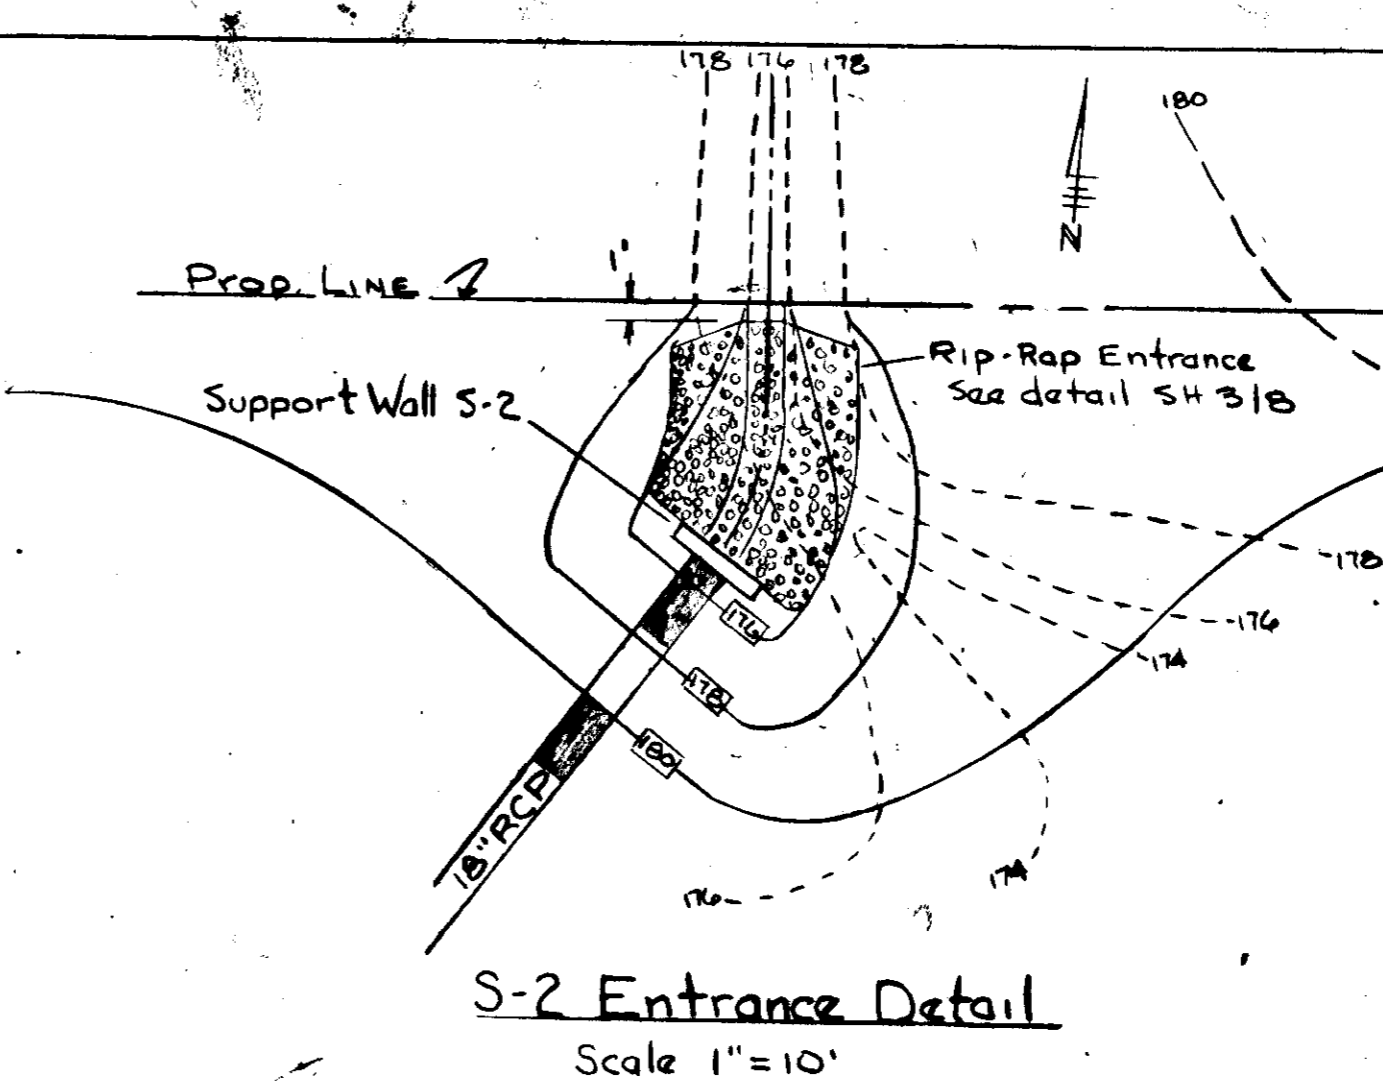 178 176 178
180
N
1'
Prop. LINE
Rip-Rap Entrance
See detail SH 3/8
Support Wall S-2
178
176
174
176
178
180
18" RCP
176
174
S-2 Entrance Detail
Scale 1"=10'